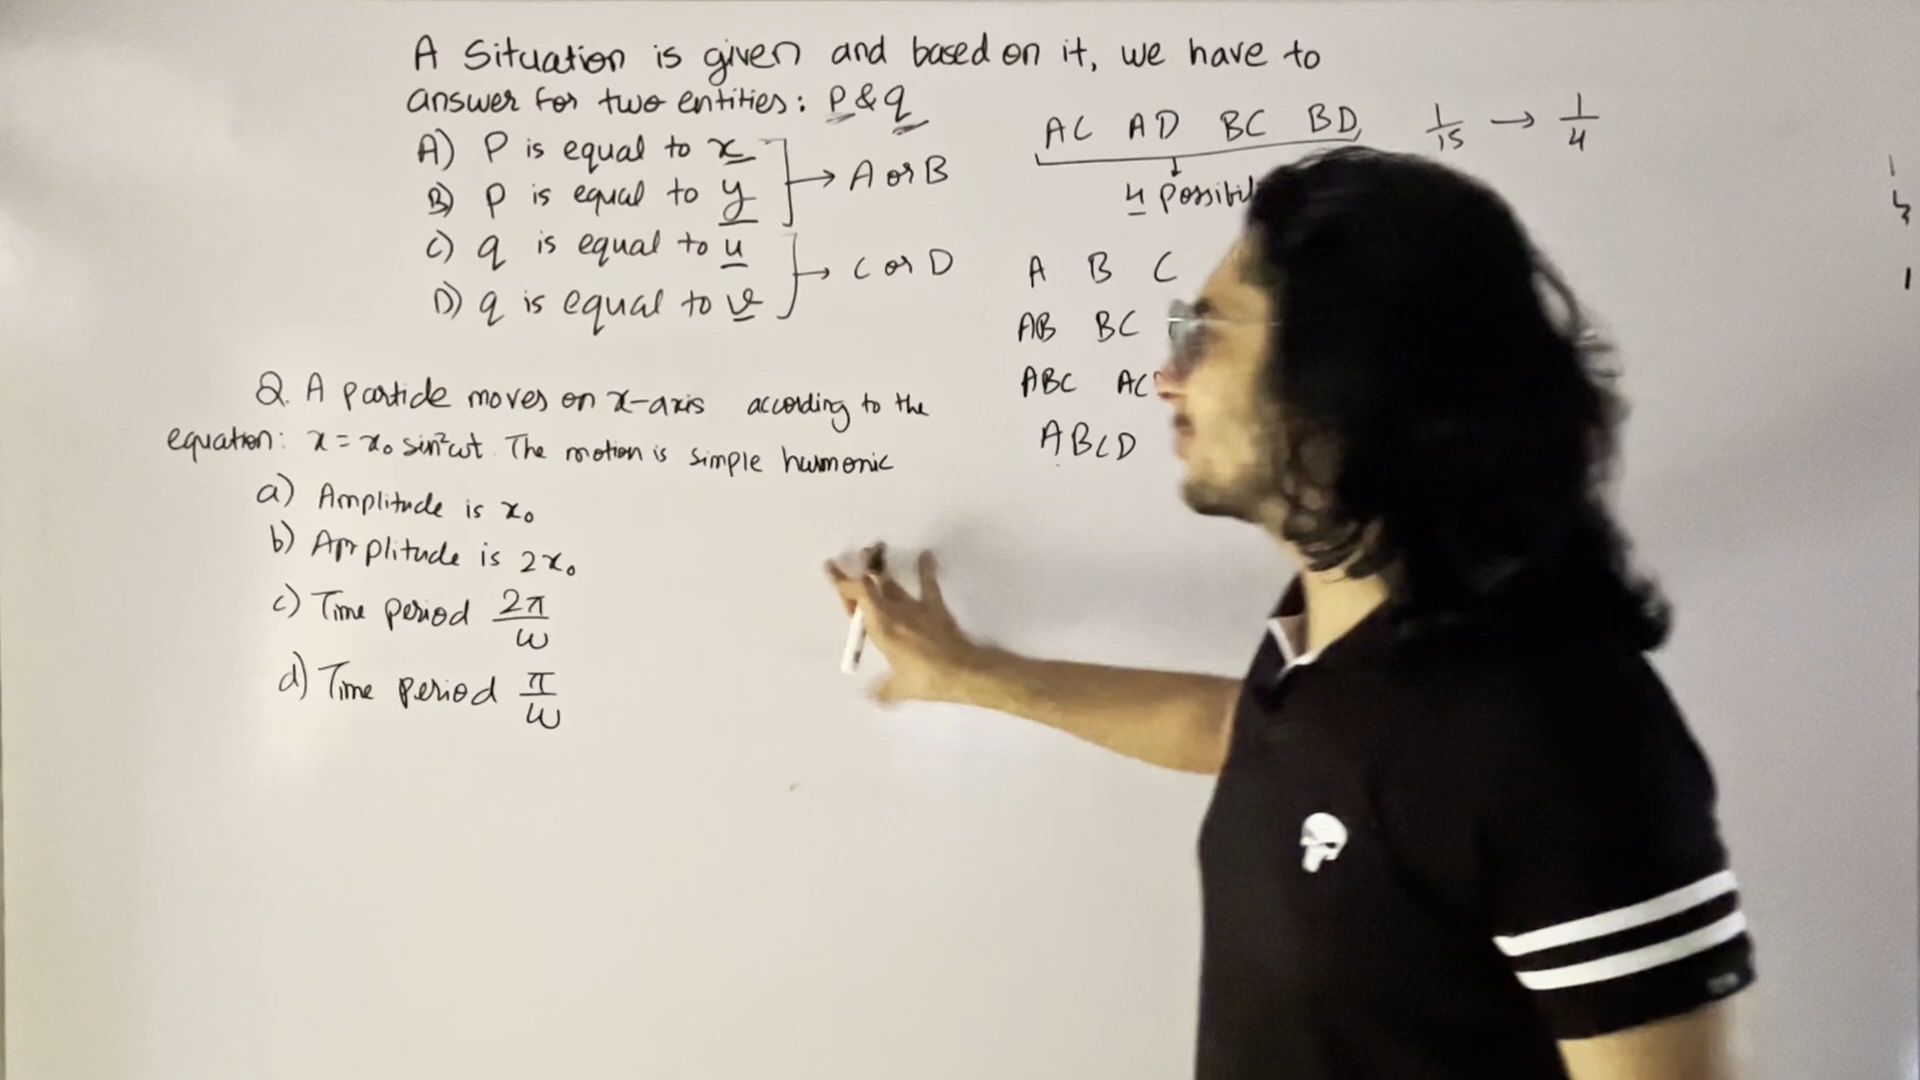 A Situation is given and based on it, we have to
answer for two entities: P & q
A) P is equal to x
B) P is equal to y
→ A or B
C) q is equal to u
D) q is equal to v
→ C or D
AC AD BC BD
1/15 → 1/4
4
A B C
AB BC
ABC
ABCD
Q. A particle moves on x-axis according to the
equation: x = x₀ sin²ωt. The motion is simple harmonic
a) Amplitude is x₀
b) Amplitude is 2x₀
c) Time period 2π/ω
d) Time period π/ω